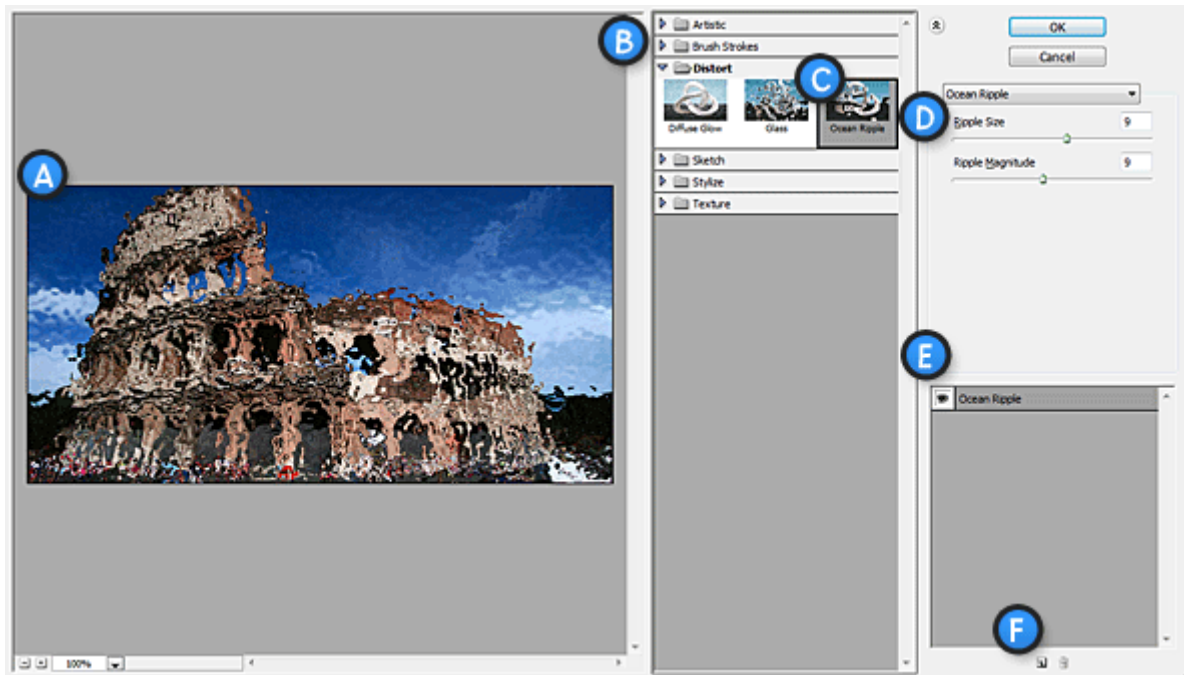 A
B
Artistic
Brush Strokes
Distort
C
Diffuse Glow
Glass
Ocean Ripple
Sketch
Stylize
Texture
OK
Cancel
Ocean Ripple
D
Ripple Size 9
Ripple Magnitude 9
E
Ocean Ripple
F
100%